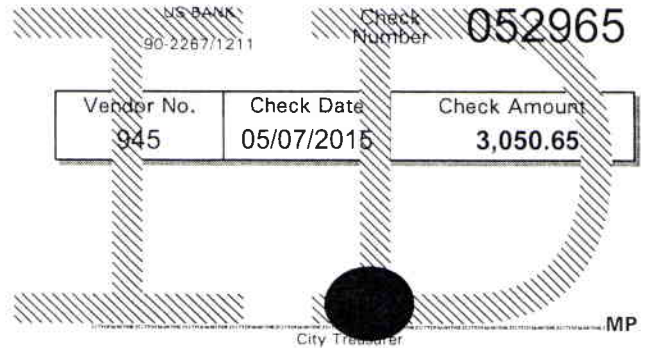 US BANK
90-2267/1211
Check Number 052965
Vendor No. Check Date Check Amount
945 05/07/2015 3,050.65
MP
City Treasurer